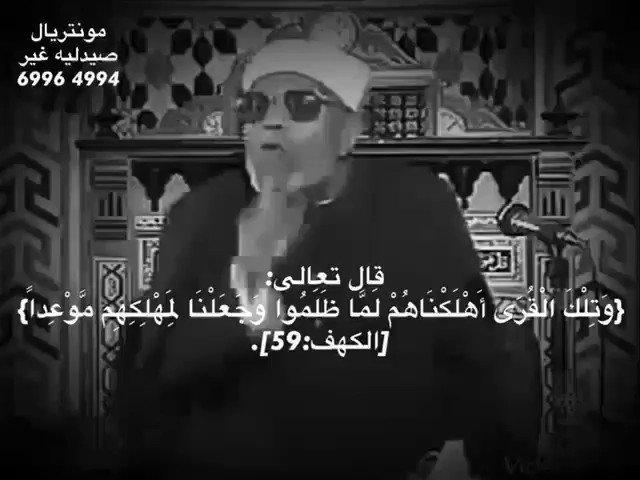 مونتريال
صيدليه غير
6996 4994
قال تعالى:
{وَتِلْكَ الْقُرَى أَهْلَكْنَاهُمْ لَمَّا ظَلَمُوا وَجَعَلْنَا لِمَهْلِكِهِم مَّوْعِداً}
[الكهف:59].